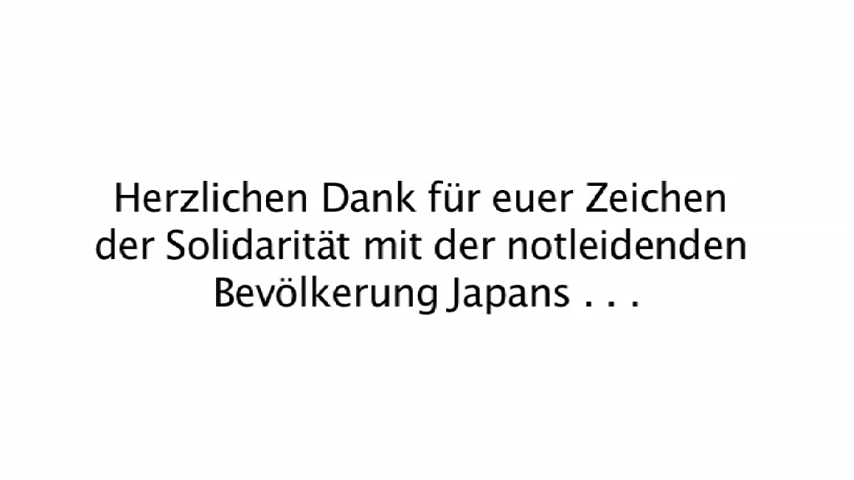 Herzlichen Dank für euer Zeichen
der Solidarität mit der notleidenden
Bevölkerung Japans . . .